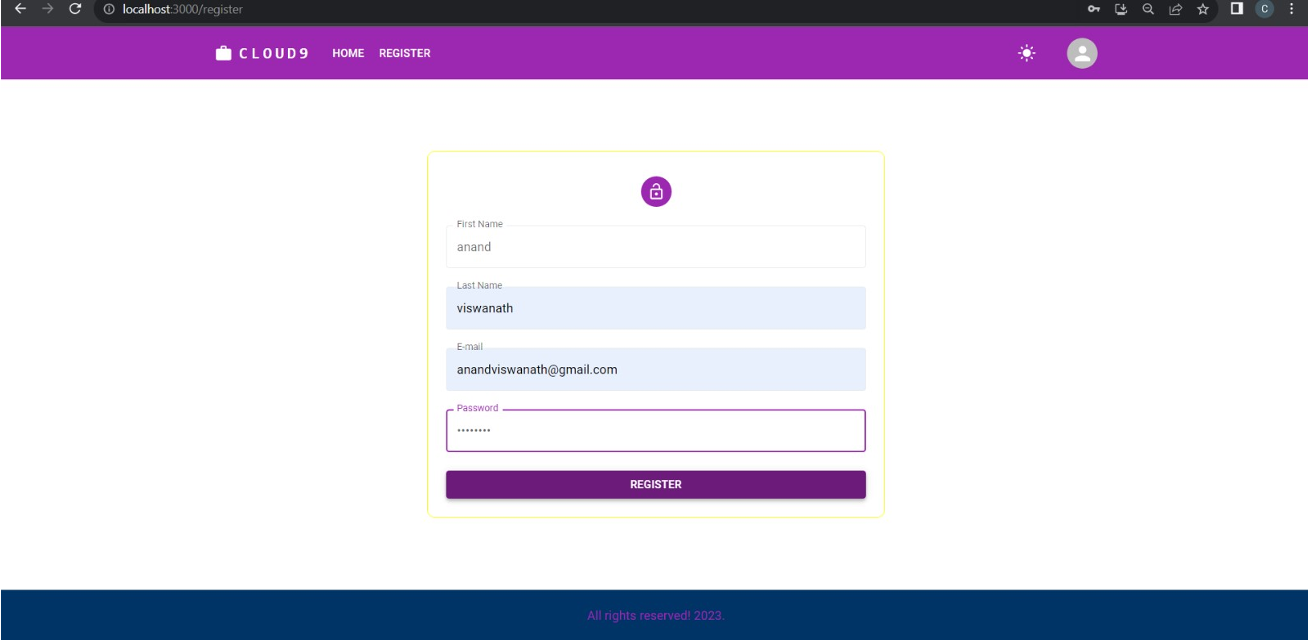 localhost:3000/register
C
CLOUD9 HOME REGISTER
First Name
anand
Last Name
viswanath
E-mail
anandviswanath@gmail.com
Password
••••••••
REGISTER
All rights reserved! 2023.